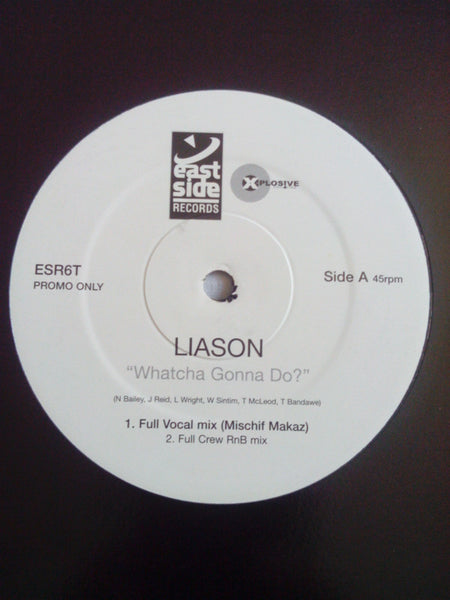 east
side
RECORDS
XPLOSIVE
ESR6T
PROMO ONLY
Side A 45rpm
LIASON
"Whatcha Gonna Do?"
(N Bailey, J Reid, L Wright, W Sintim, T McLeod, T Bandawe)
1. Full Vocal mix (Mischif Makaz)
2. Full Crew RnB mix